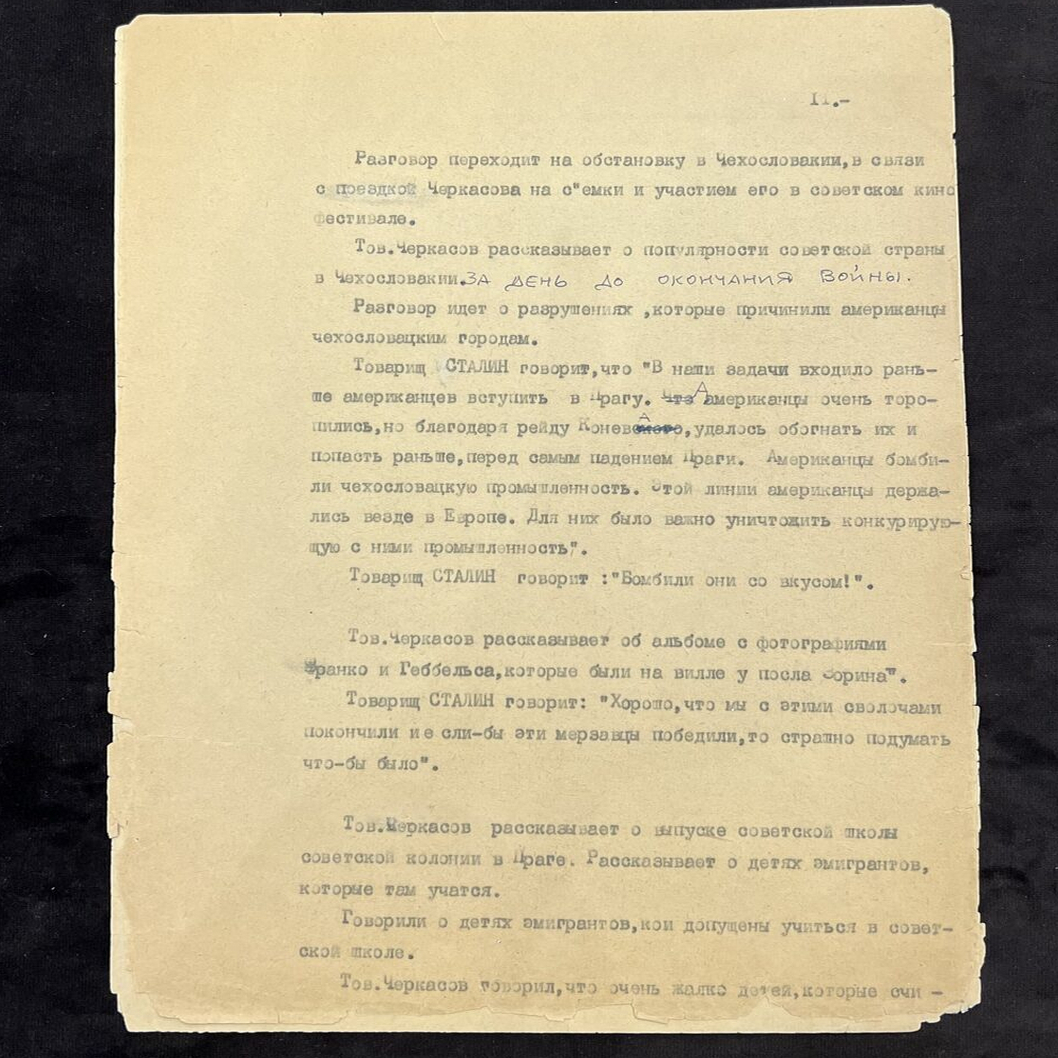 II.-
Разговор переходит на обстановку в Чехословакии,в связи
с поездкой Черкасова на с"емки и участием его в советском кино
фестивале.
Тов.Черкасов рассказывает о популярности советской страны
в Чехословакии.ЗА ДЕНЬ ДО ОКОНЧАНИЯ ВОЙНЫ.
Разговор идет о разрушениях ,которые причинили американцы
чехословацким городам.
Товарищ СТАЛИН говорит,что "В наши задачи входило рань-
ше американцев вступить в Прагу. Американцы очень торо-
пились,но благодаря рейду Конева,удалось обогнать их и
попасть раньше,перед самым падением Праги. Американцы бомби-
ли чехословацкую промышленность. Этой линии американцы держа-
лись везде в Европе. Для них было важно уничтожить конкурирую-
щую с ними промышленность".
Товарищ СТАЛИН говорит :"Бомбили они со вкусом!".
Тов.Черкасов рассказывает об альбоме с фотографиями
Франко и Геббельса,которые были на вилле у посла Зорина".
Товарищ СТАЛИН говорит: "Хорошо,что мы с этими сволочами
покончили и е сли-бы эти мерзавцы победили,то страшно подумать
что-бы было".
Тов.Черкасов рассказывает о выпуске советской школы
советской колонии в Праге. Рассказывает о детях эмигрантов,
которые там учатся.
Говорили о детях эмигрантов,кои допущены учиться в совет-
ской школе.
Тов.Черкасов говорил,что очень жалко детей,которые счи -